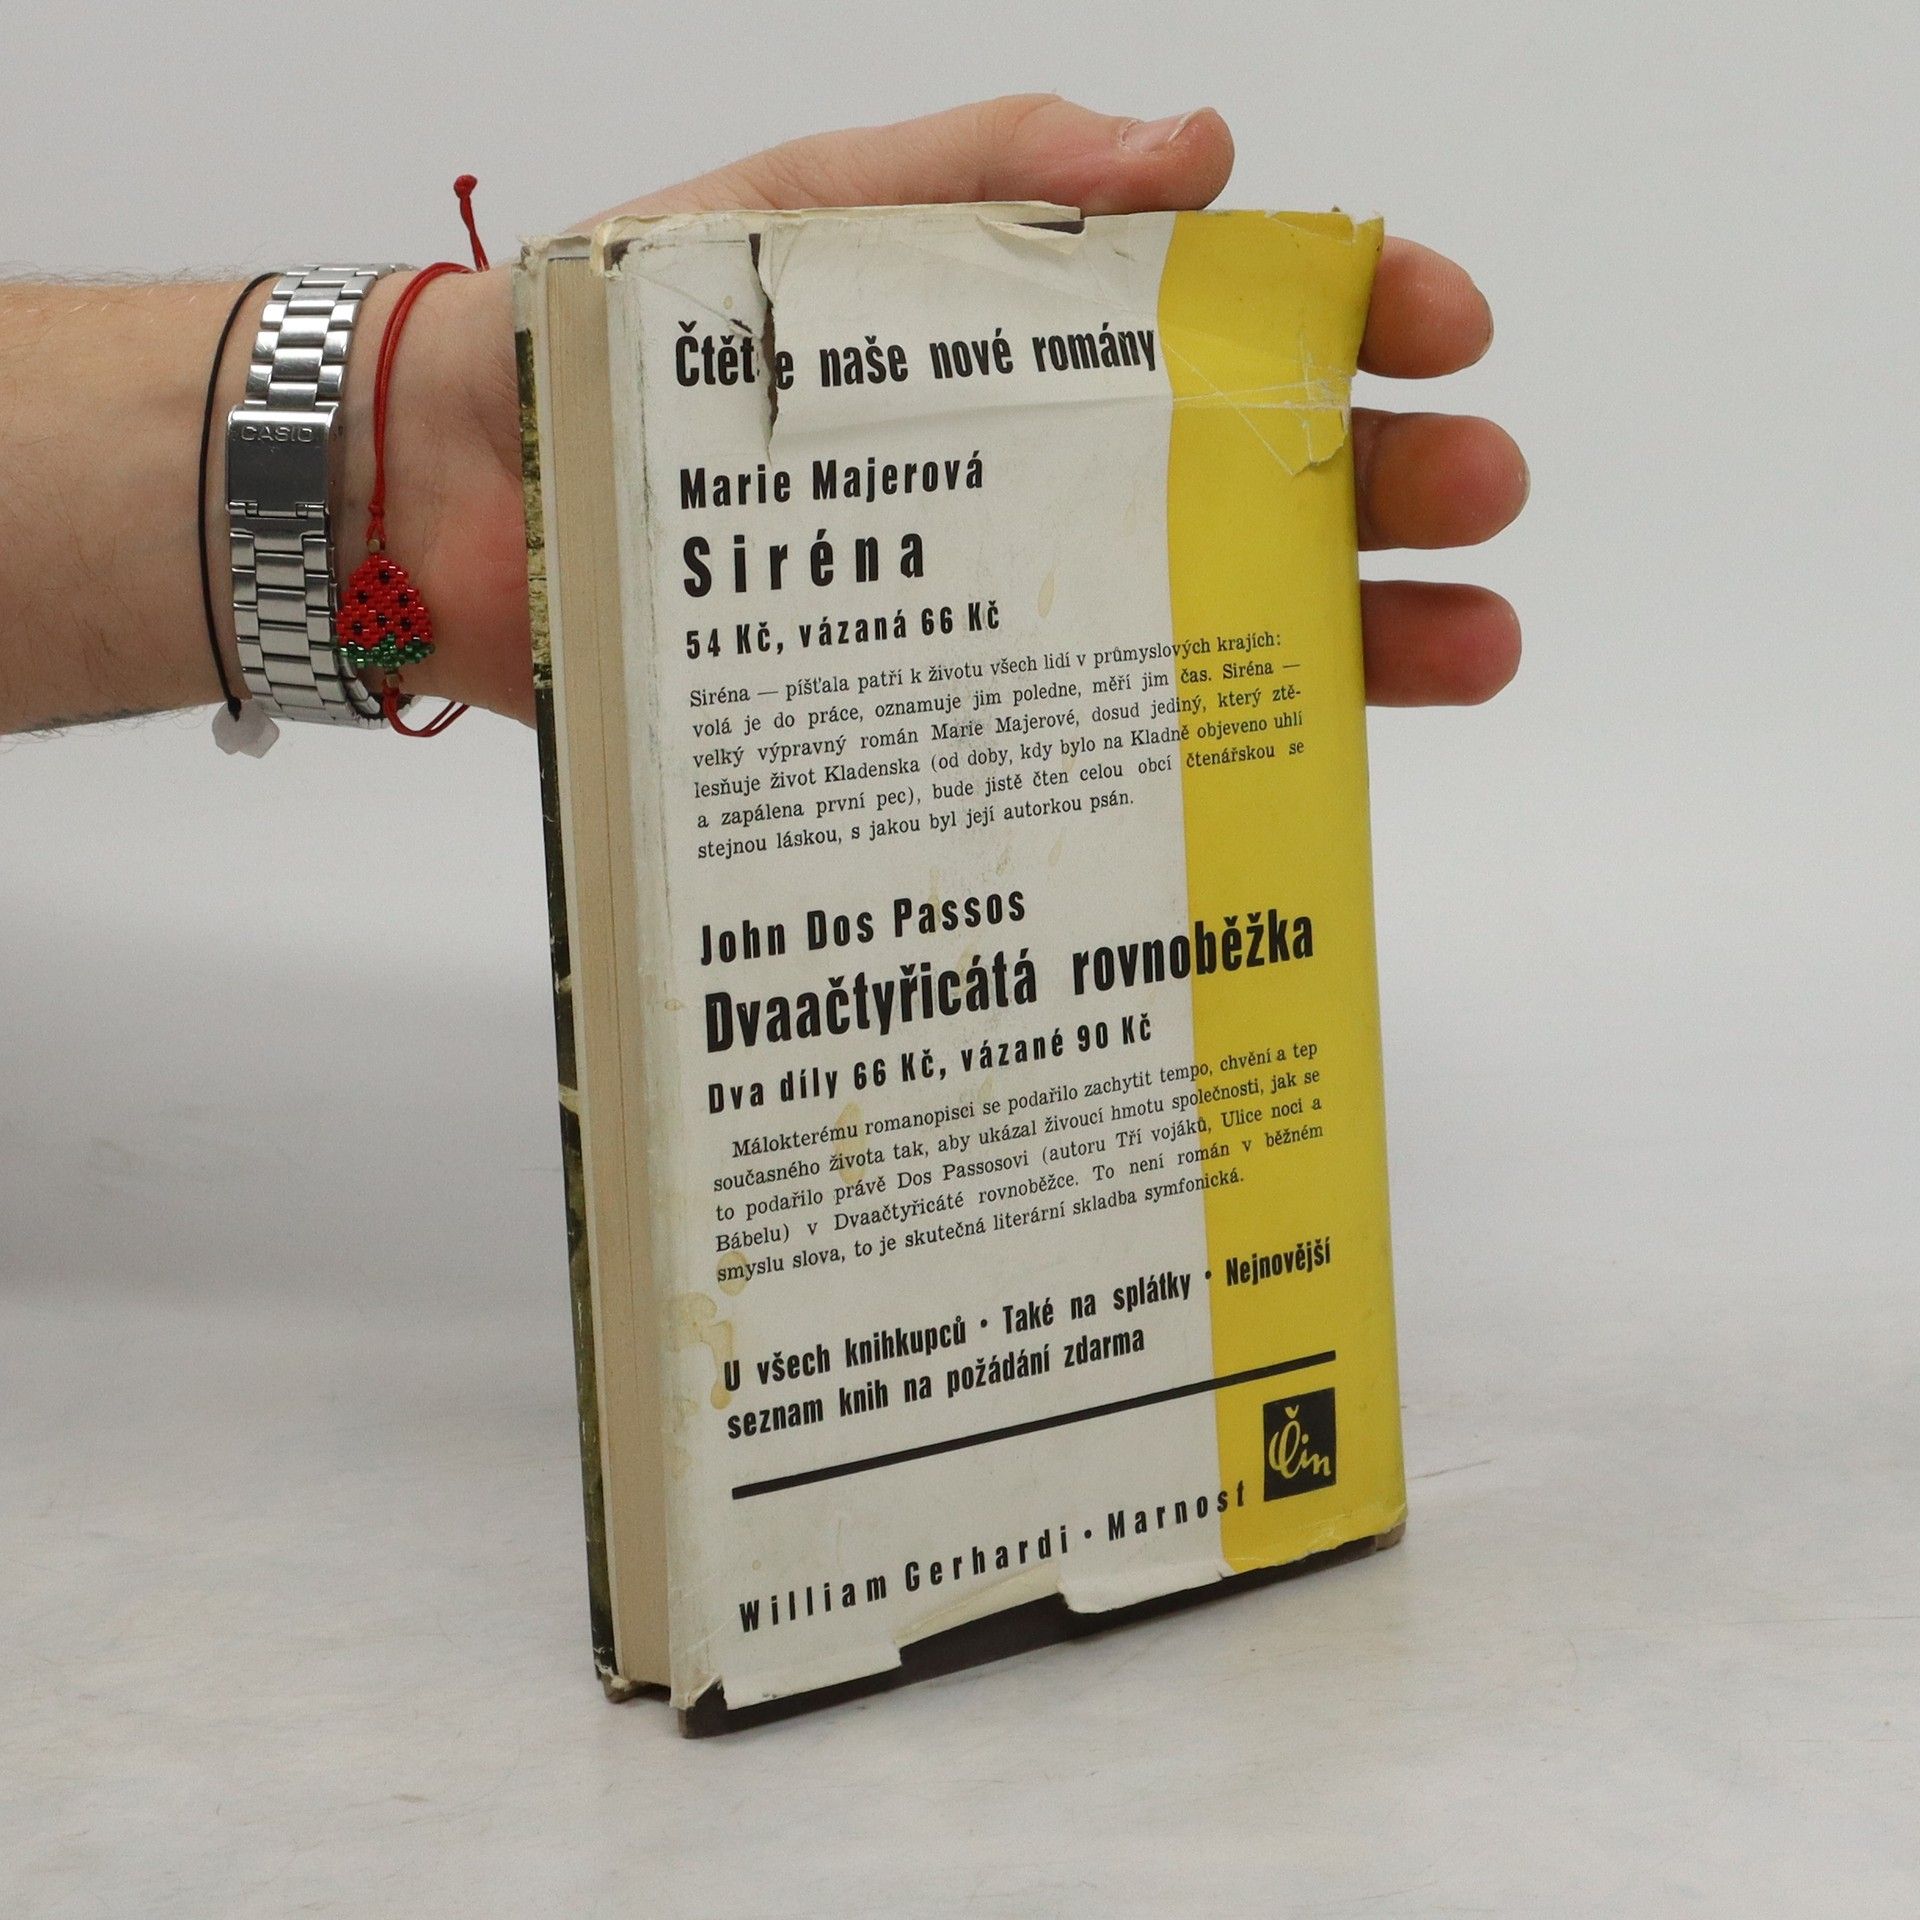 CASIO
Čtěte naše nové romány
Marie Majerová
Siréna
54 Kč, vázaná 66 Kč
Siréna — píšťala patří k životu všech lidí v průmyslových krajích:
volá je do práce, oznamuje jim poledne, měří jim čas. Siréna —
velký výpravný román Marie Majerové, dosud jediný, který ztě-
lesňuje život Kladenska (od doby, kdy bylo na Kladně objeveno uhlí
a zapálena první pec), bude jistě čten celou obcí čtenářskou se
stejnou láskou, s jakou byl její autorkou psán.
John Dos Passos
Dvaačtyřicátá rovnoběžka
Dva díly 66 Kč, vázané 90 Kč
Málokterému romanopisci se podařilo zachytit tempo, chvění a tep
současného života tak, aby ukázal živoucí hmotu společnosti, jak se
to podařilo právě Dos Passosovi (autoru Tří vojáků, Ulice noci a
Bábelu) v Dvaačtyřicáté rovnoběžce. To není román v běžném
smyslu slova, to je skutečná literární skladba symfonická.
U všech knihkupců • Také na splátky • Nejnovější
seznam knih na požádání zdarma
Čin
William Gerhardi • Marnost